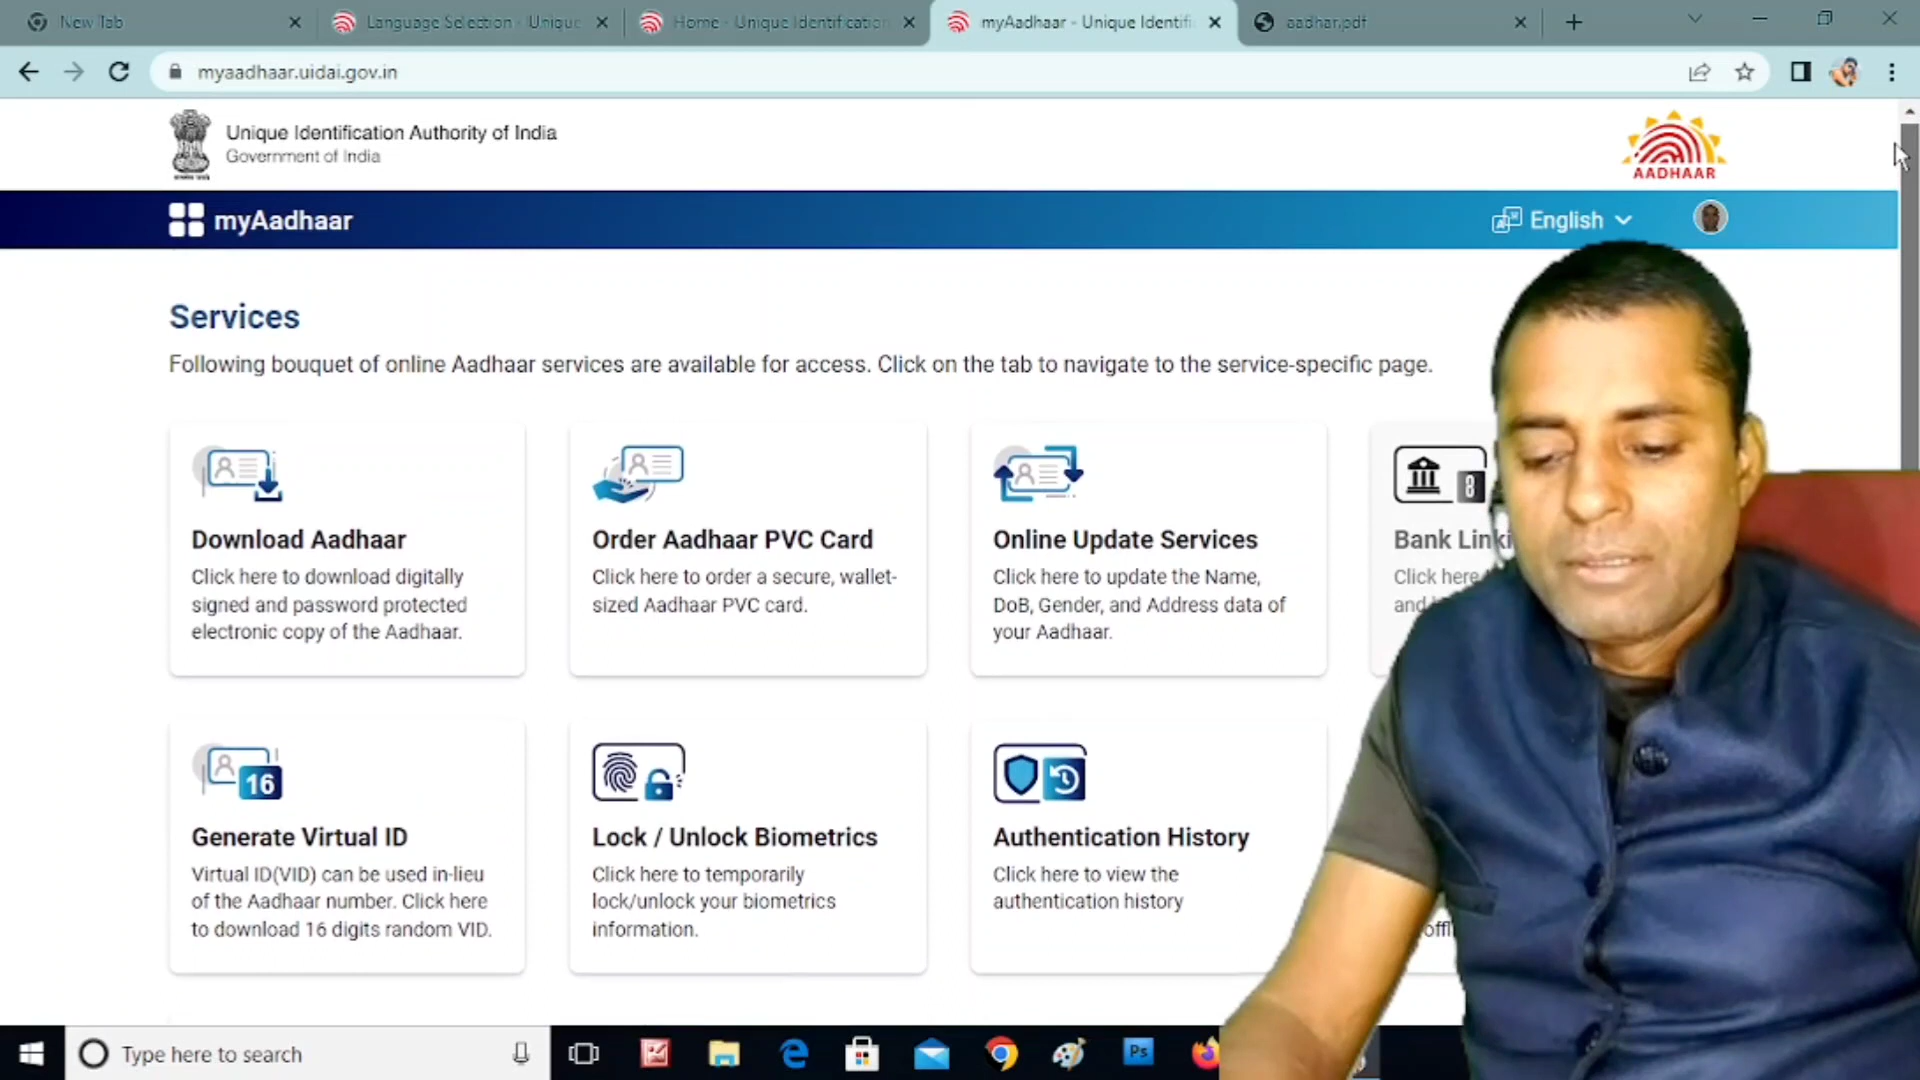 New Tab
Language Selection - Unique
Home - Unique Identification
myAadhaar - Unique Identifi
aadhar.pdf
myaadhaar.uidai.gov.in
Unique Identification Authority of India
Government of India
AADHAAR
myAadhaar
English
Services
Following bouquet of online Aadhaar services are available for access. Click on the tab to navigate to the service-specific page.
8
Download Aadhaar
Click here to download digitally
signed and password protected
electronic copy of the Aadhaar.
Order Aadhaar PVC Card
Click here to order a secure, wallet-
sized Aadhaar PVC card.
Online Update Services
Click here to update the Name,
DoB, Gender, and Address data of
your Aadhaar.
Bank Linki
Click here
and
16
Generate Virtual ID
Virtual ID(VID) can be used in-lieu
of the Aadhaar number. Click here
to download 16 digits random VID.
Lock / Unlock Biometrics
Click here to temporarily
lock/unlock your biometrics
information.
Authentication History
Click here to view the
authentication history
offl
Type here to search
Ps